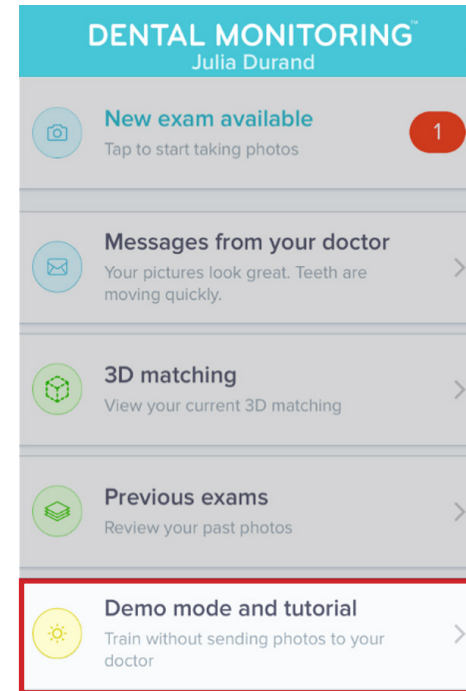 DENTAL MONITORING™
Julia Durand
New exam available
1
Tap to start taking photos
Messages from your doctor
Your pictures look great. Teeth are
moving quickly.
3D matching
View your current 3D matching
Previous exams
Review your past photos
Demo mode and tutorial
Train without sending photos to your
doctor